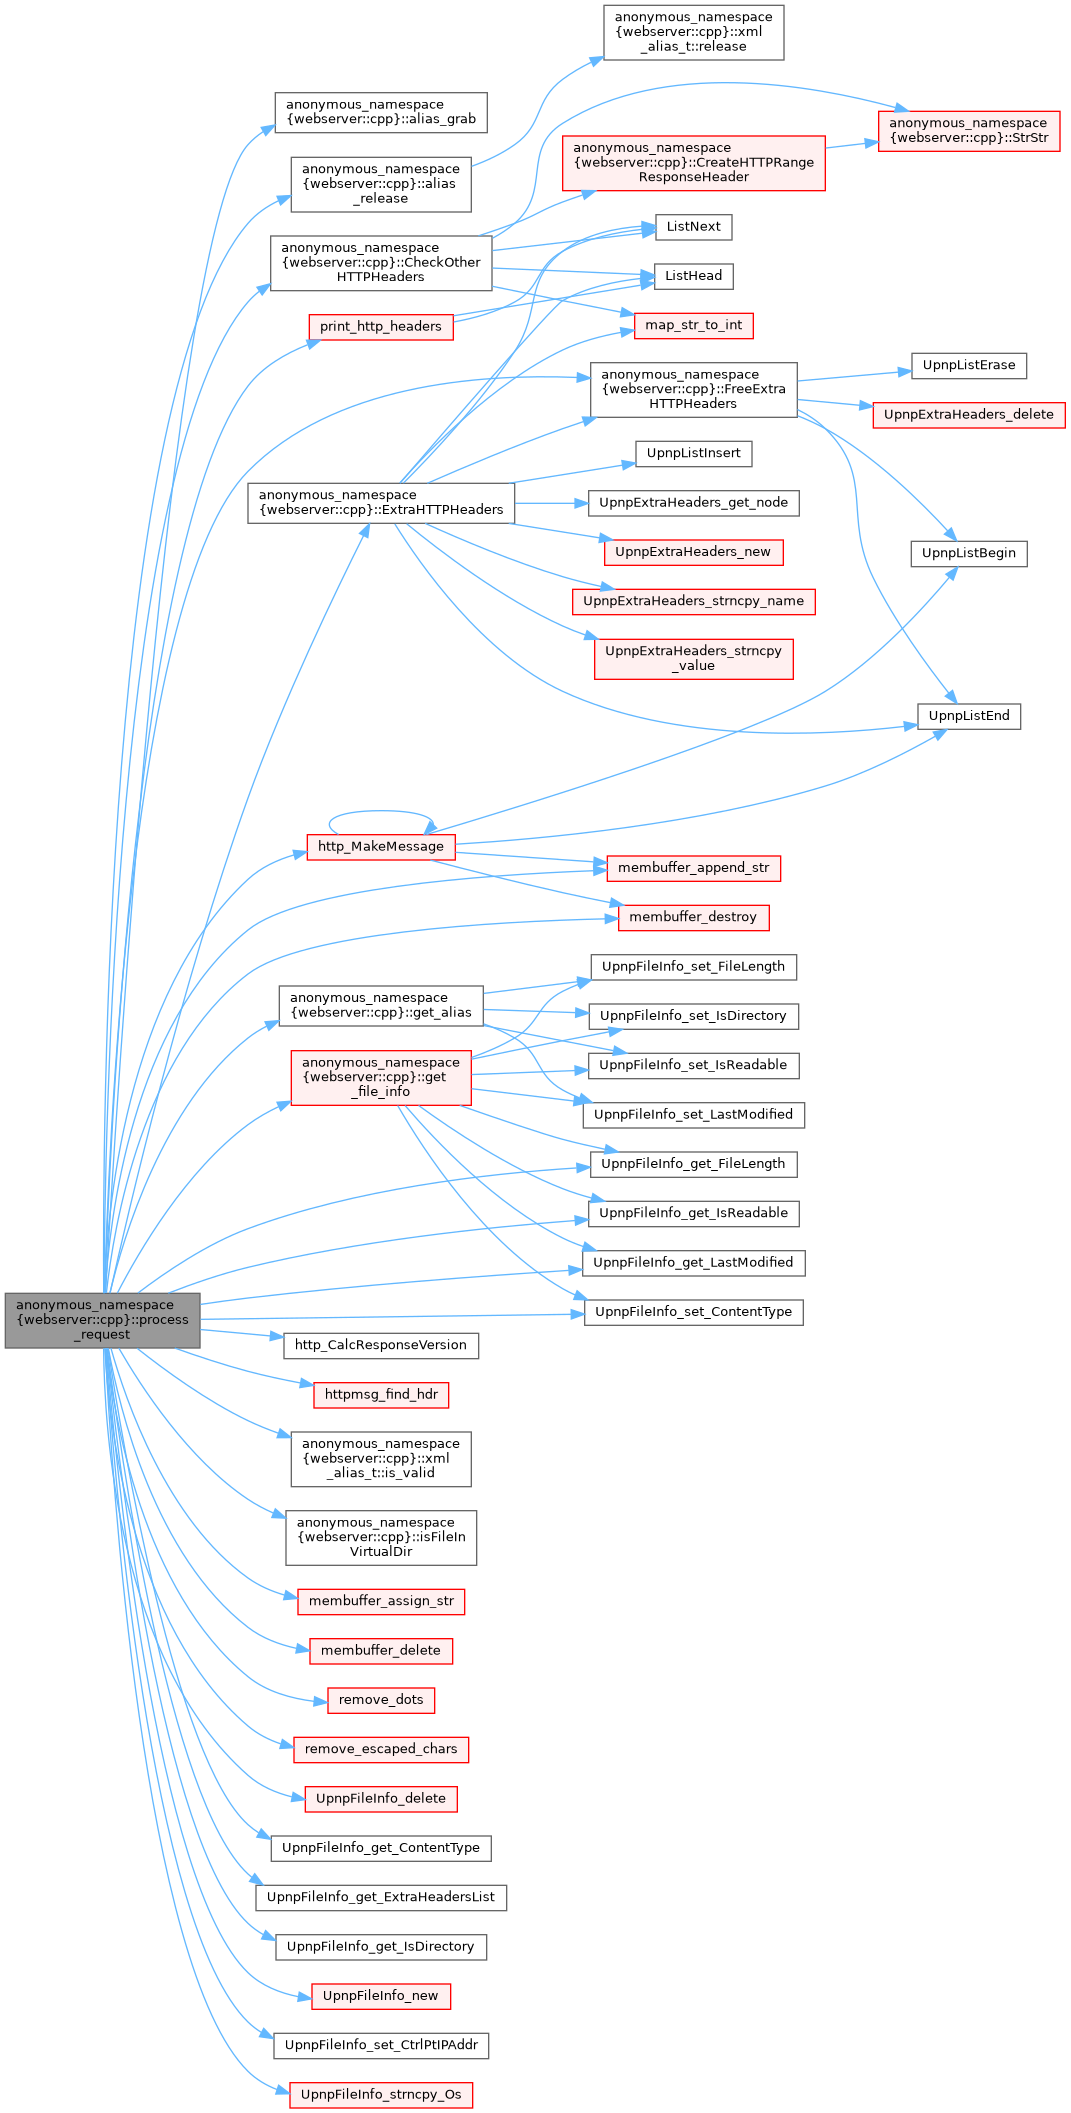 anonymous_namespace
{webserver::cpp}::xml
_alias_t::release
anonymous_namespace
{webserver::cpp}::alias_grab
anonymous_namespace
{webserver::cpp}::StrStr
anonymous_namespace
{webserver::cpp}::CreateHTTPRange
ResponseHeader
anonymous_namespace
{webserver::cpp}::alias
_release
ListNext
anonymous_namespace
{webserver::cpp}::CheckOther
HTTPHeaders
ListHead
print_http_headers
map_str_to_int
anonymous_namespace
{webserver::cpp}::FreeExtra
HTTPHeaders
UpnpListErase
UpnpExtraHeaders_delete
UpnpListInsert
anonymous_namespace
{webserver::cpp}::ExtraHTTPHeaders
UpnpExtraHeaders_get_node
UpnpExtraHeaders_new
UpnpListBegin
UpnpExtraHeaders_strncpy_name
UpnpExtraHeaders_strncpy
_value
UpnpListEnd
http_MakeMessage
membuffer_append_str
membuffer_destroy
UpnpFileInfo_set_FileLength
anonymous_namespace
{webserver::cpp}::get_alias
UpnpFileInfo_set_IsDirectory
anonymous_namespace
{webserver::cpp}::get
_file_info
UpnpFileInfo_set_IsReadable
UpnpFileInfo_set_LastModified
UpnpFileInfo_get_FileLength
UpnpFileInfo_get_IsReadable
UpnpFileInfo_get_LastModified
UpnpFileInfo_set_ContentType
anonymous_namespace
{webserver::cpp}::process
_request
http_CalcResponseVersion
httpmsg_find_hdr
anonymous_namespace
{webserver::cpp}::xml
_alias_t::is_valid
anonymous_namespace
{webserver::cpp}::isFileIn
VirtualDir
membuffer_assign_str
membuffer_delete
remove_dots
remove_escaped_chars
UpnpFileInfo_delete
UpnpFileInfo_get_ContentType
UpnpFileInfo_get_ExtraHeadersList
UpnpFileInfo_get_IsDirectory
UpnpFileInfo_new
UpnpFileInfo_set_CtrlPtIPAddr
UpnpFileInfo_strncpy_Os